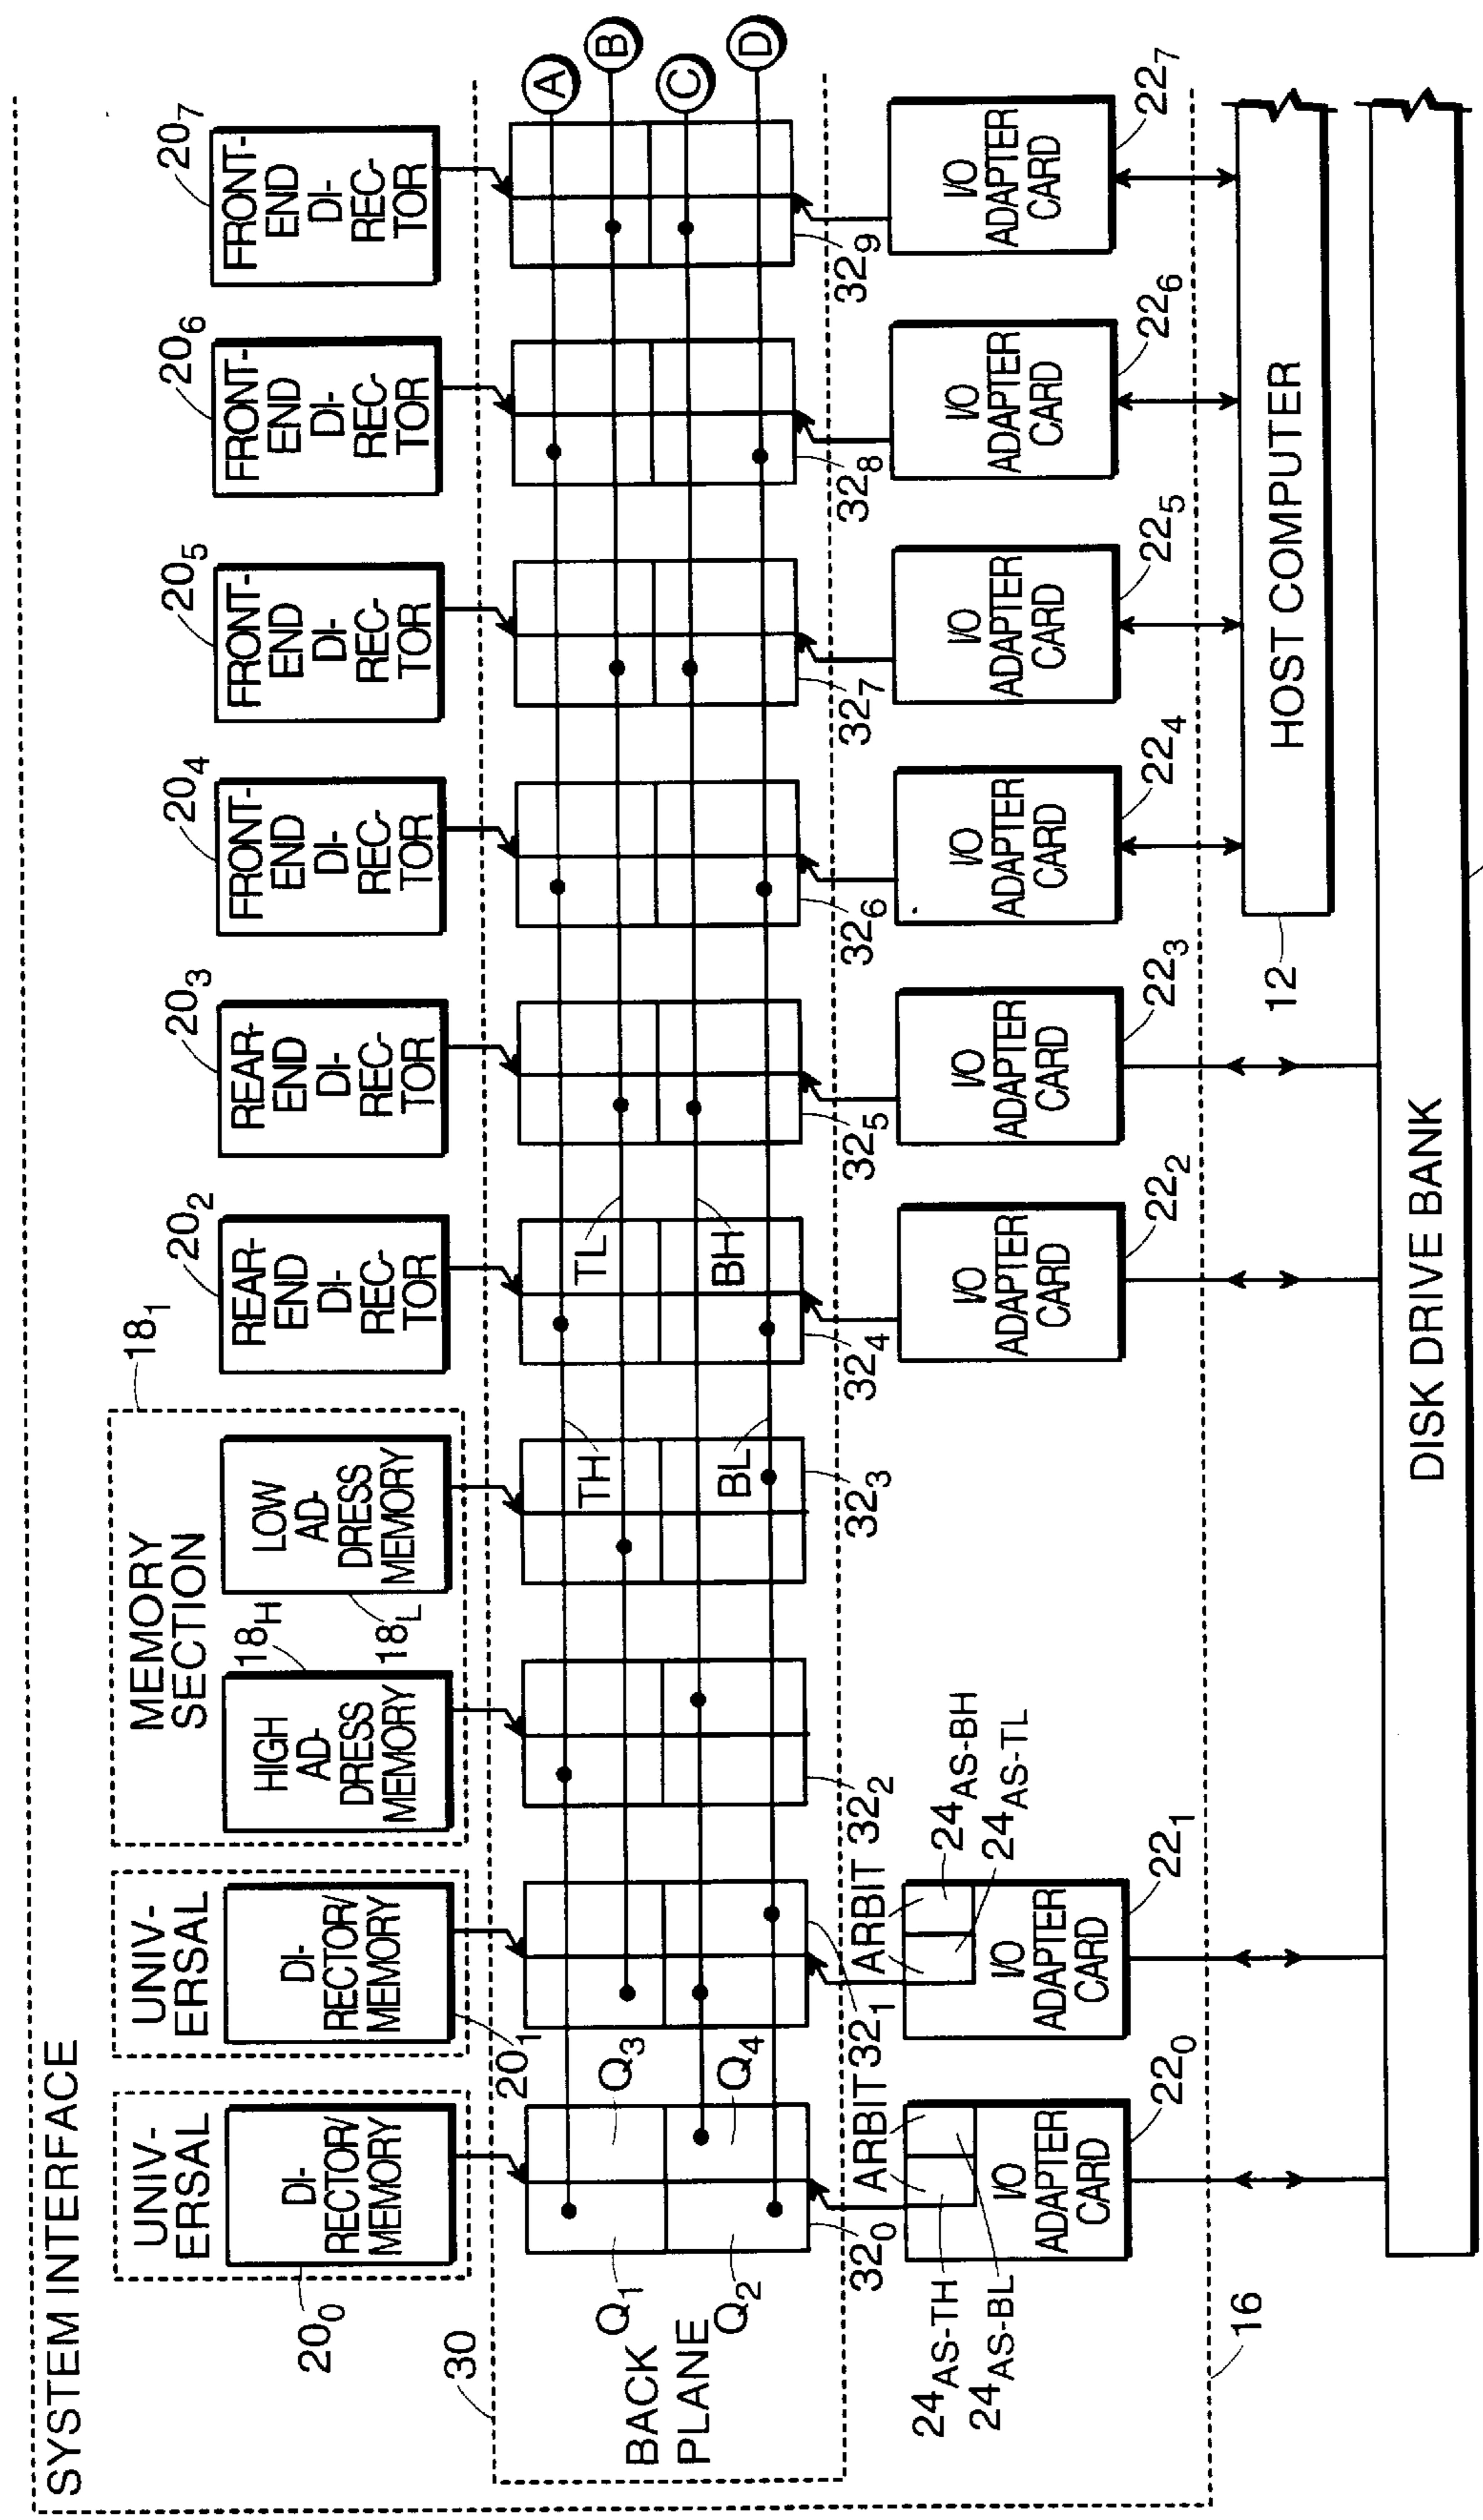 SYSTEM INTERFACE
UNIV-
ERSAL
DI-
RECTOR/
MEMORY
20₀
UNIV-
ERSAL
DI-
RECTOR/
MEMORY
20₁
MEMORY
SECTION
18₁
HIGH
AD-
DRESS
MEMORY
18H
LOW
AD-
DRESS
MEMORY
18L
REAR-
END
DI-
REC-
TOR
20₂
REAR-
END
DI-
REC-
TOR
20₃
FRONT-
END
DI-
REC-
TOR
20₄
FRONT-
END
DI-
REC-
TOR
20₅
FRONT-
END
DI-
REC-
TOR
20₆
FRONT-
END
DI-
REC-
TOR
20₇
30
BACK
PLANE
Q₁
Q₂
Q₃
Q₄
TH
BL
TL
BH
A
B
C
D
32₀
32₁
32₂
32₃
32₄
32₅
32₆
32₇
32₈
32₉
ARBIT
24AS-TH
24AS-BL
I/O
ADAPTER
CARD
22₀
ARBIT
24AS-BH
24AS-TL
I/O
ADAPTER
CARD
22₁
I/O
ADAPTER
CARD
22₂
I/O
ADAPTER
CARD
22₃
I/O
ADAPTER
CARD
22₄
I/O
ADAPTER
CARD
22₅
I/O
ADAPTER
CARD
22₆
I/O
ADAPTER
CARD
22₇
16
12
HOST COMPUTER
DISK DRIVE BANK